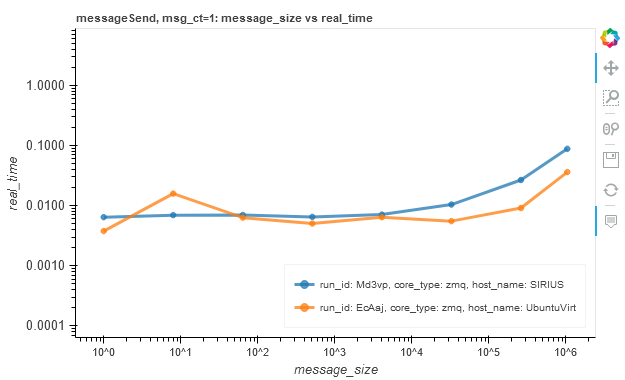 messageSend, msg_ct=1: message_size vs real_time
real_time
1.0000
0.1000
0.0100
0.0010
0.0001
run_id: Md3vp, core_type: zmq, host_name: SIRIUS
run_id: EcAaj, core_type: zmq, host_name: UbuntuVirt
10^0 10^1 10^2 10^3 10^4 10^5 10^6
message_size